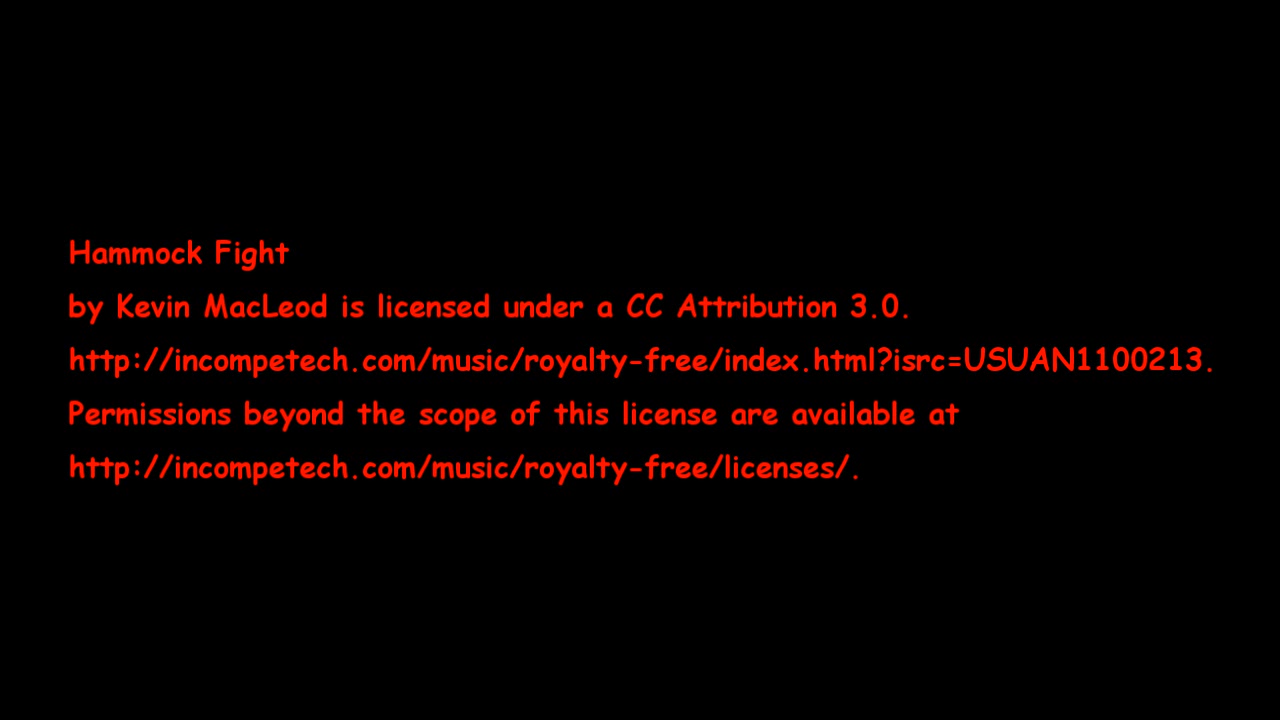 Hammock Fight
by Kevin MacLeod is licensed under a CC Attribution 3.0.
http://incompetech.com/music/royalty-free/index.html?isrc=USUAN1100213.
Permissions beyond the scope of this license are available at
http://incompetech.com/music/royalty-free/licenses/.